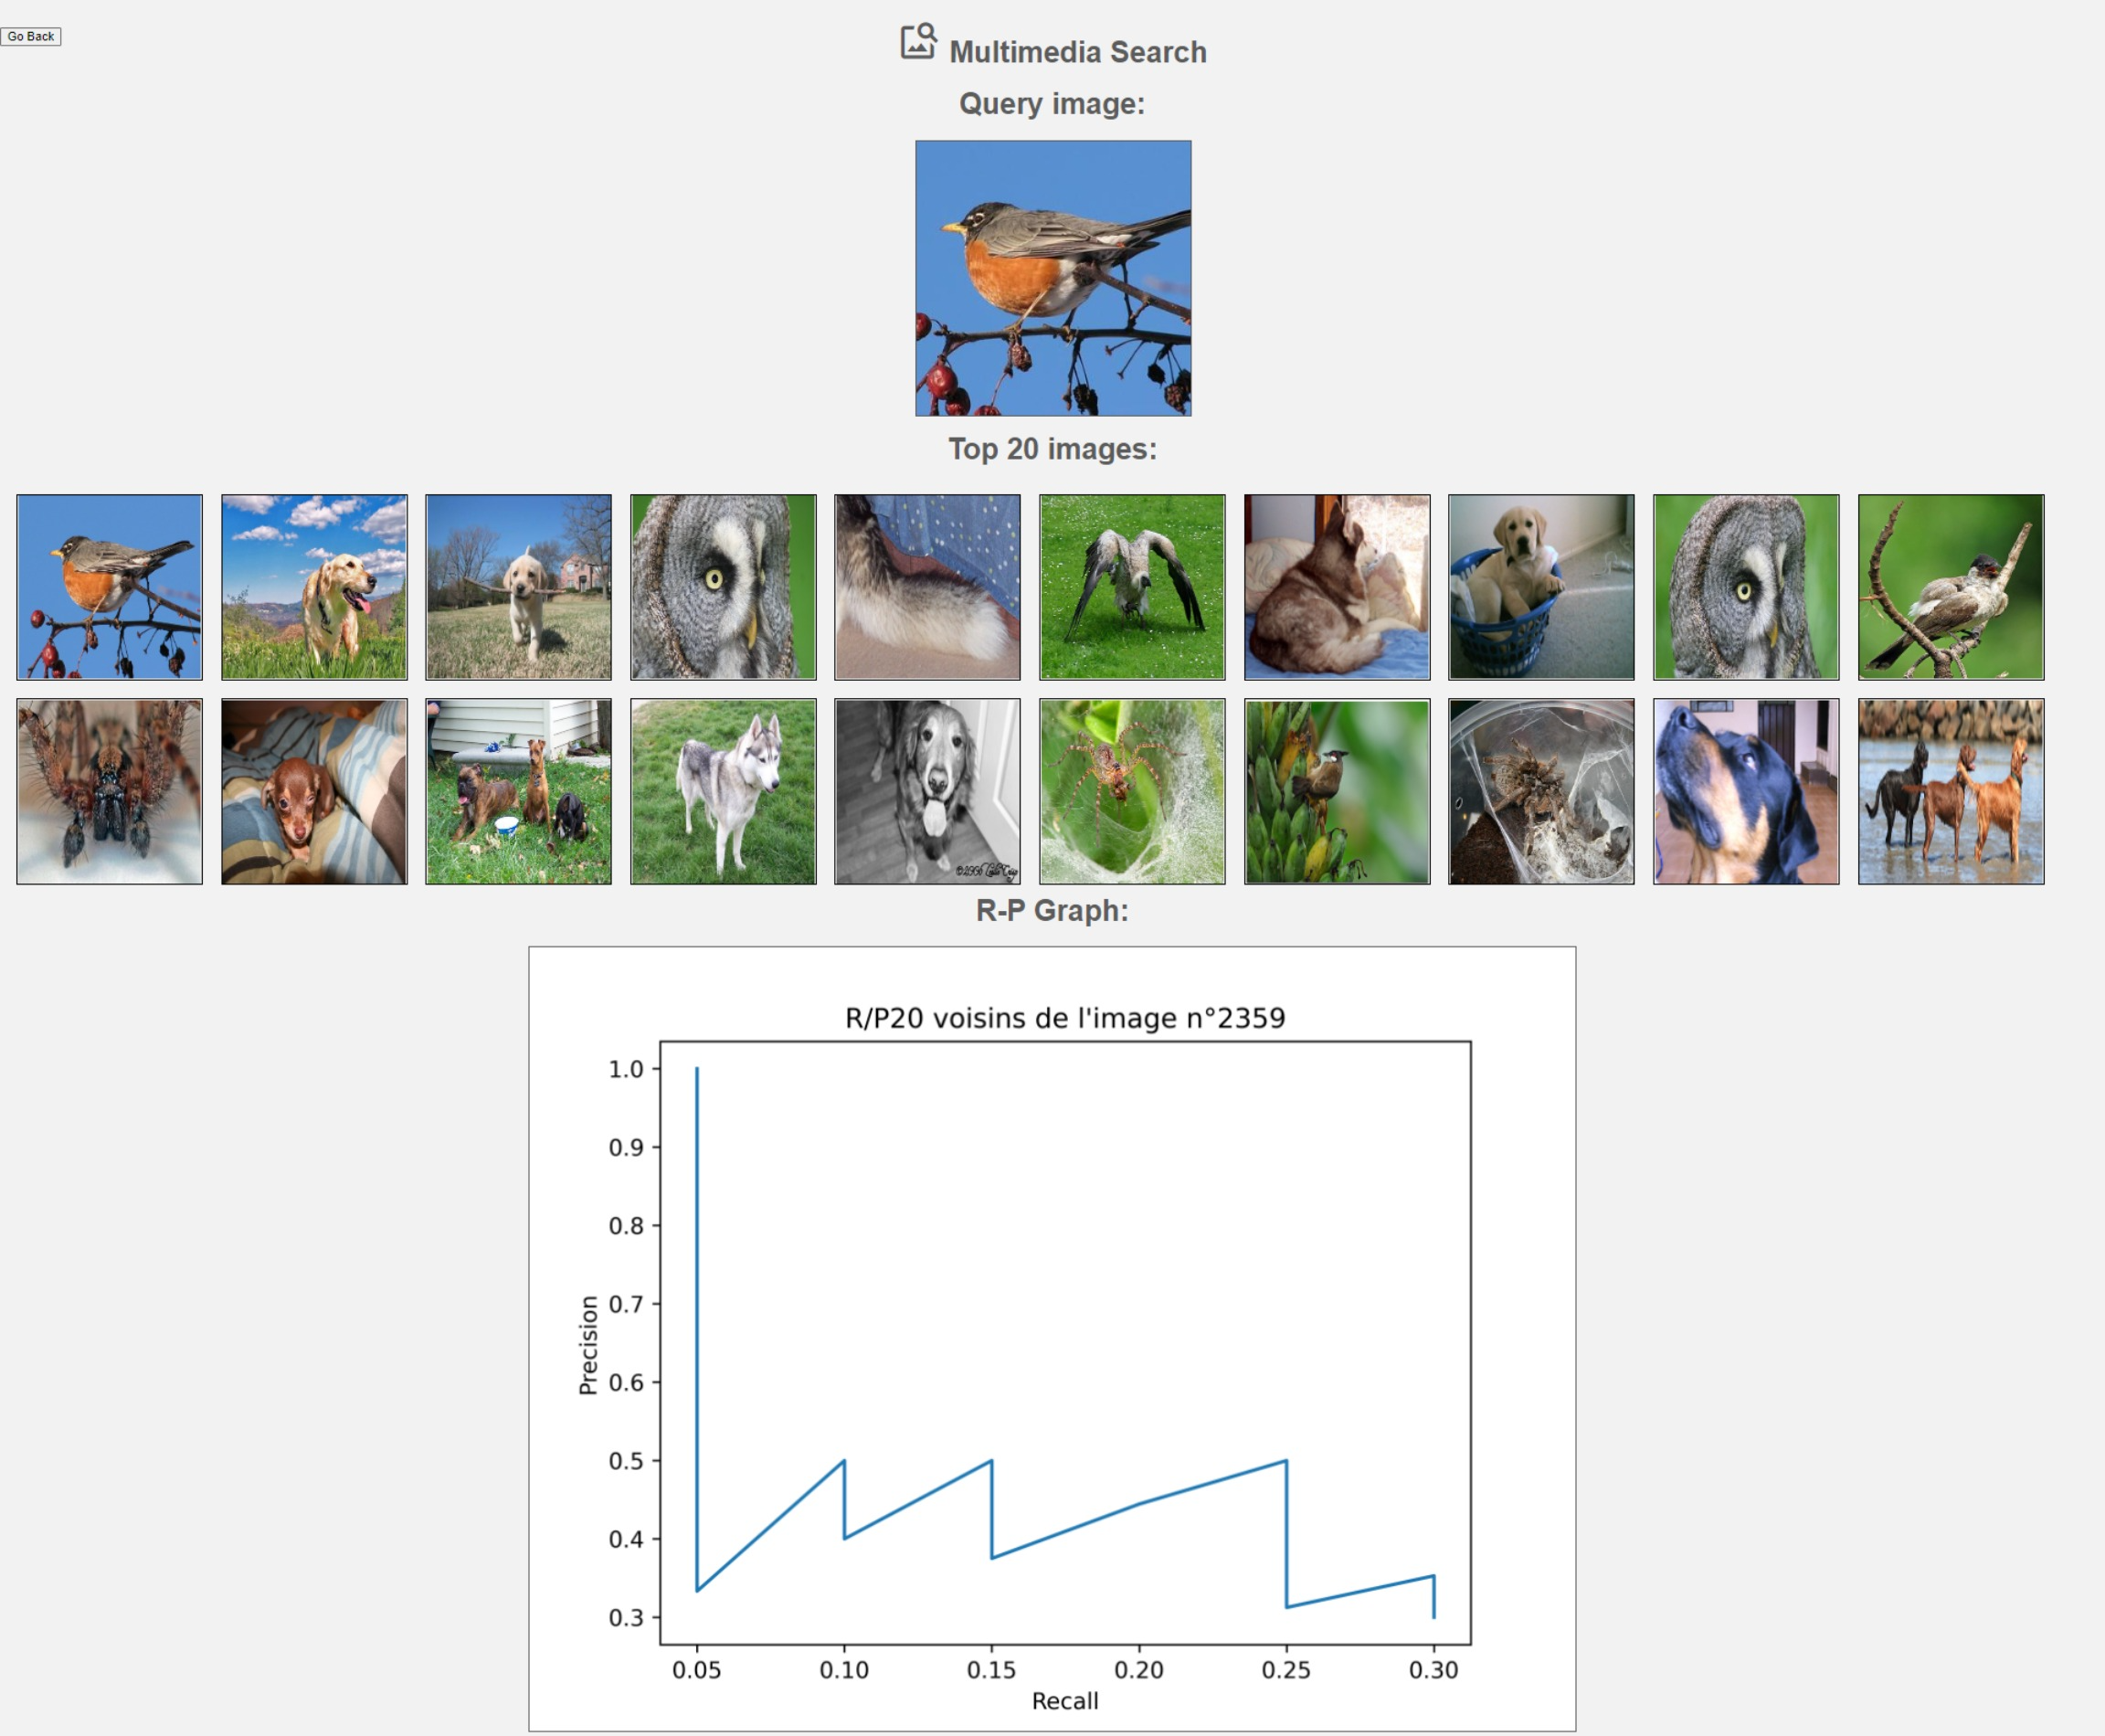 Go Back
Multimedia Search
Query image:
Top 20 images:
R-P Graph:
R/P20 voisins de l'image n°2359
1.0
0.9
0.8
0.7
0.6
0.5
0.4
0.3
Precision
0.05 0.10 0.15 0.20 0.25 0.30
Recall